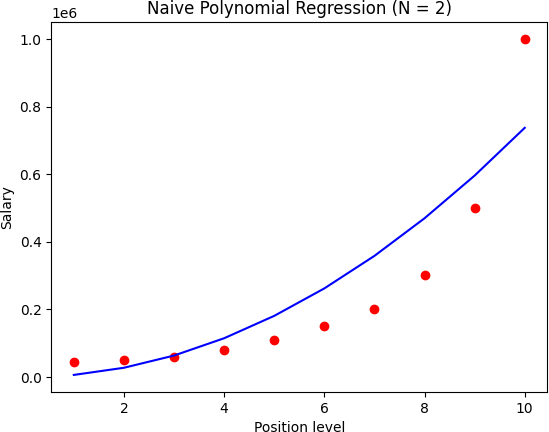 Naive Polynomial Regression (N = 2)
1e6
1.0
0.8
0.6
0.4
0.2
0.0
Salary
2 4 6 8 10
Position level